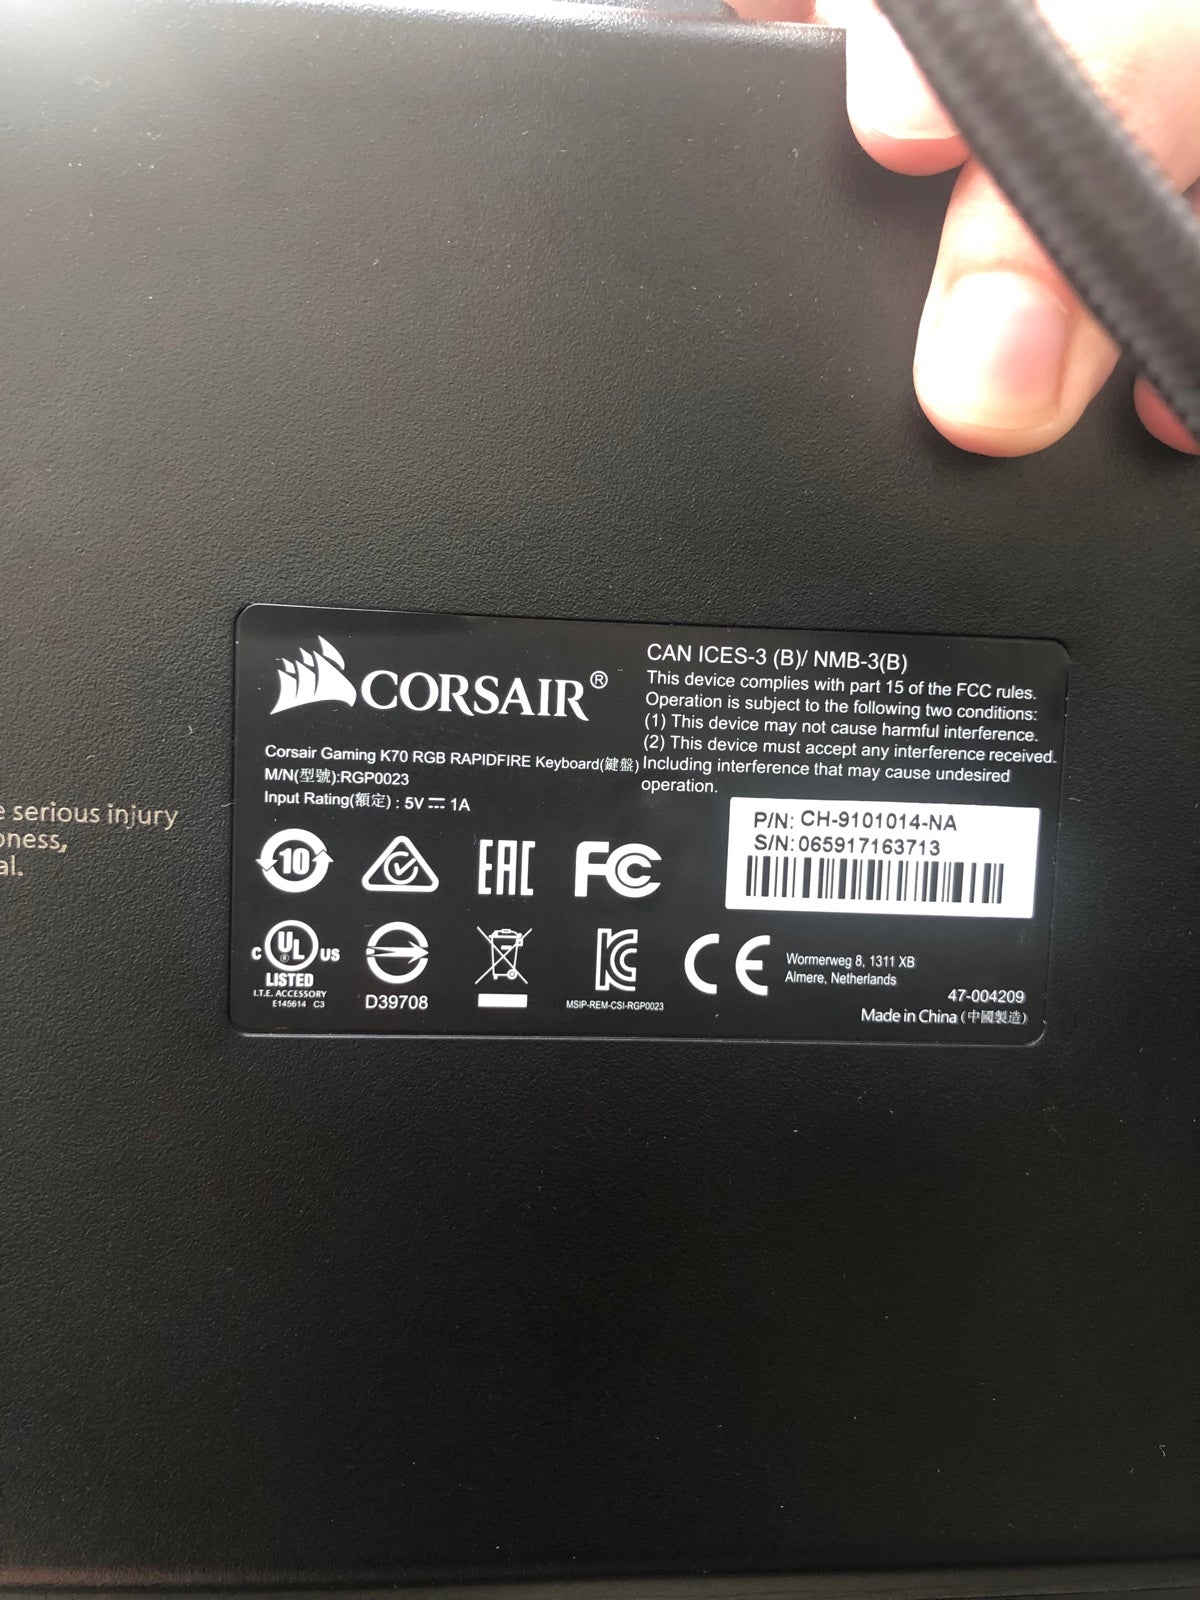 e serious injury
oness,
al.
CORSAIR®
Corsair Gaming K70 RGB RAPIDFIRE Keyboard(鍵盤)
M/N(型號):RGP0023
Input Rating(額定) : 5V ⎓ 1A
CAN ICES-3 (B)/ NMB-3(B)
This device complies with part 15 of the FCC rules.
Operation is subject to the following two conditions:
(1) This device may not cause harmful interference.
(2) This device must accept any interference received.
Including interference that may cause undesired
operation.
P/N: CH-9101014-NA
S/N: 065917163713
10
EAC
FC
C UL US
®
LISTED
I.T.E. ACCESSORY
E145614 C3
D39708
KC
MSIP-REM-CSI-RGP0023
CE
Wormerweg 8, 1311 XB
Almere, Netherlands
47-004209
Made in China (中國製造)